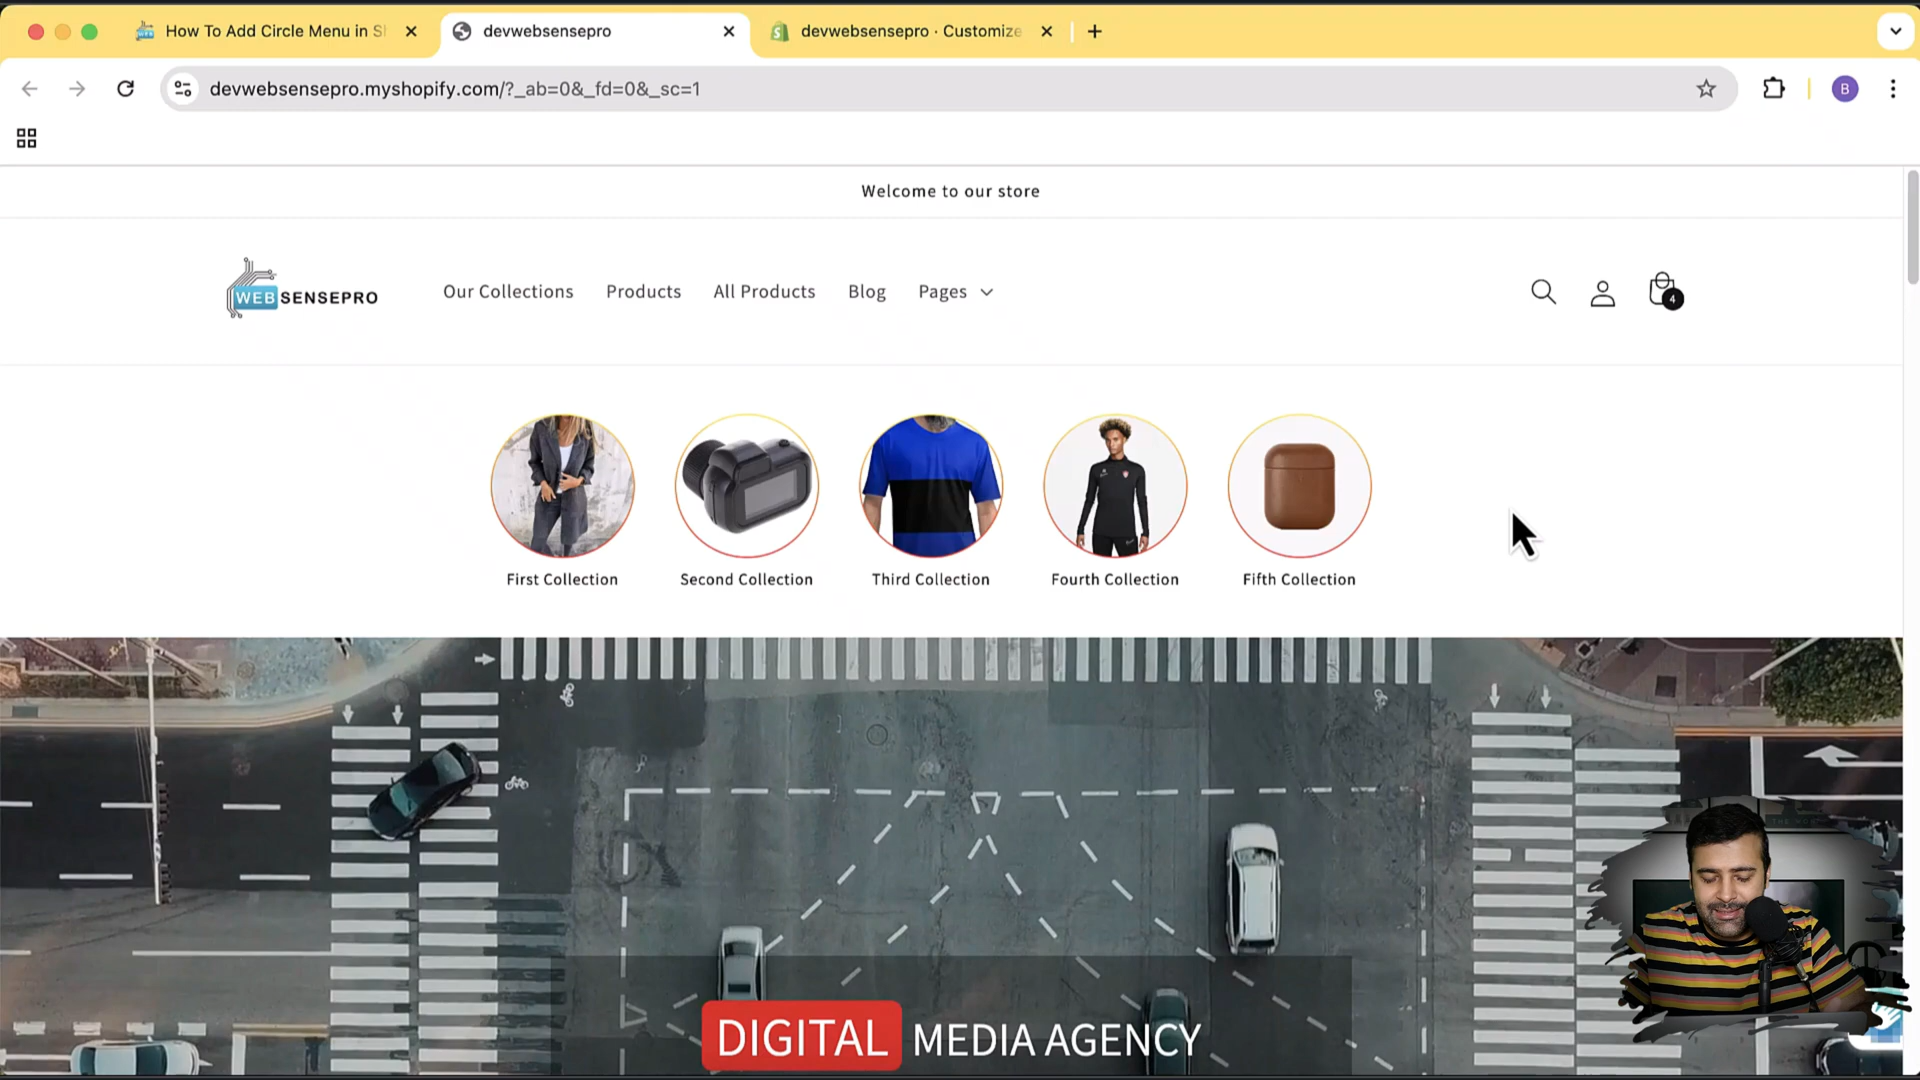 How To Add Circle Menu in Sh
devwebsensepro
devwebsensepro · Customize
devwebsensepro.myshopify.com/?_ab=0&_fd=0&_sc=1
B
Welcome to our store
WEBSENSEPRO
Our Collections
Products
All Products
Blog
Pages
4
First Collection
Second Collection
Third Collection
Fourth Collection
Fifth Collection
DIGITAL MEDIA AGENCY